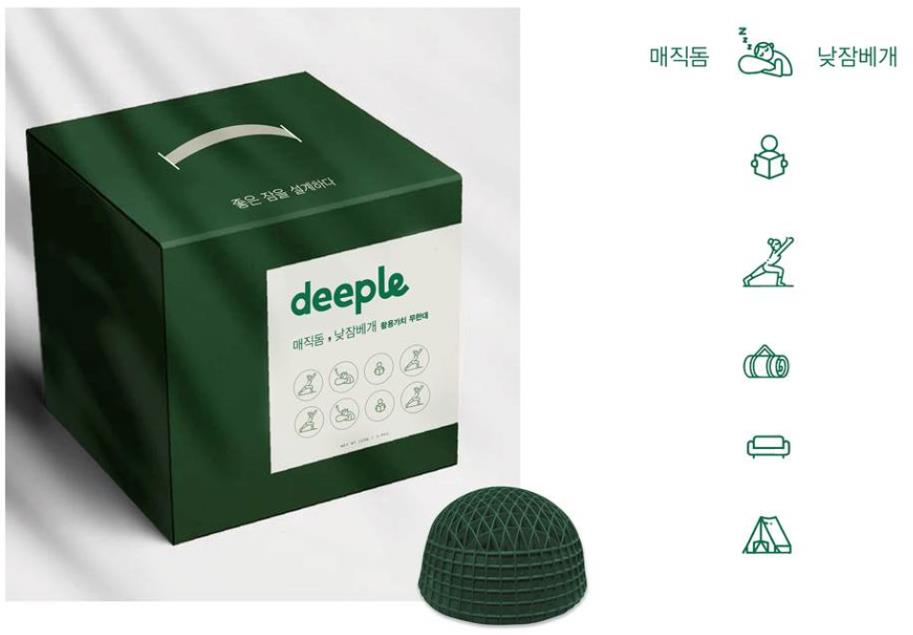 매직돔
z z z
낮잠베개
좋은 잠을 설계하다
deeple
매직돔 , 낮잠베개 활용가치 무한대